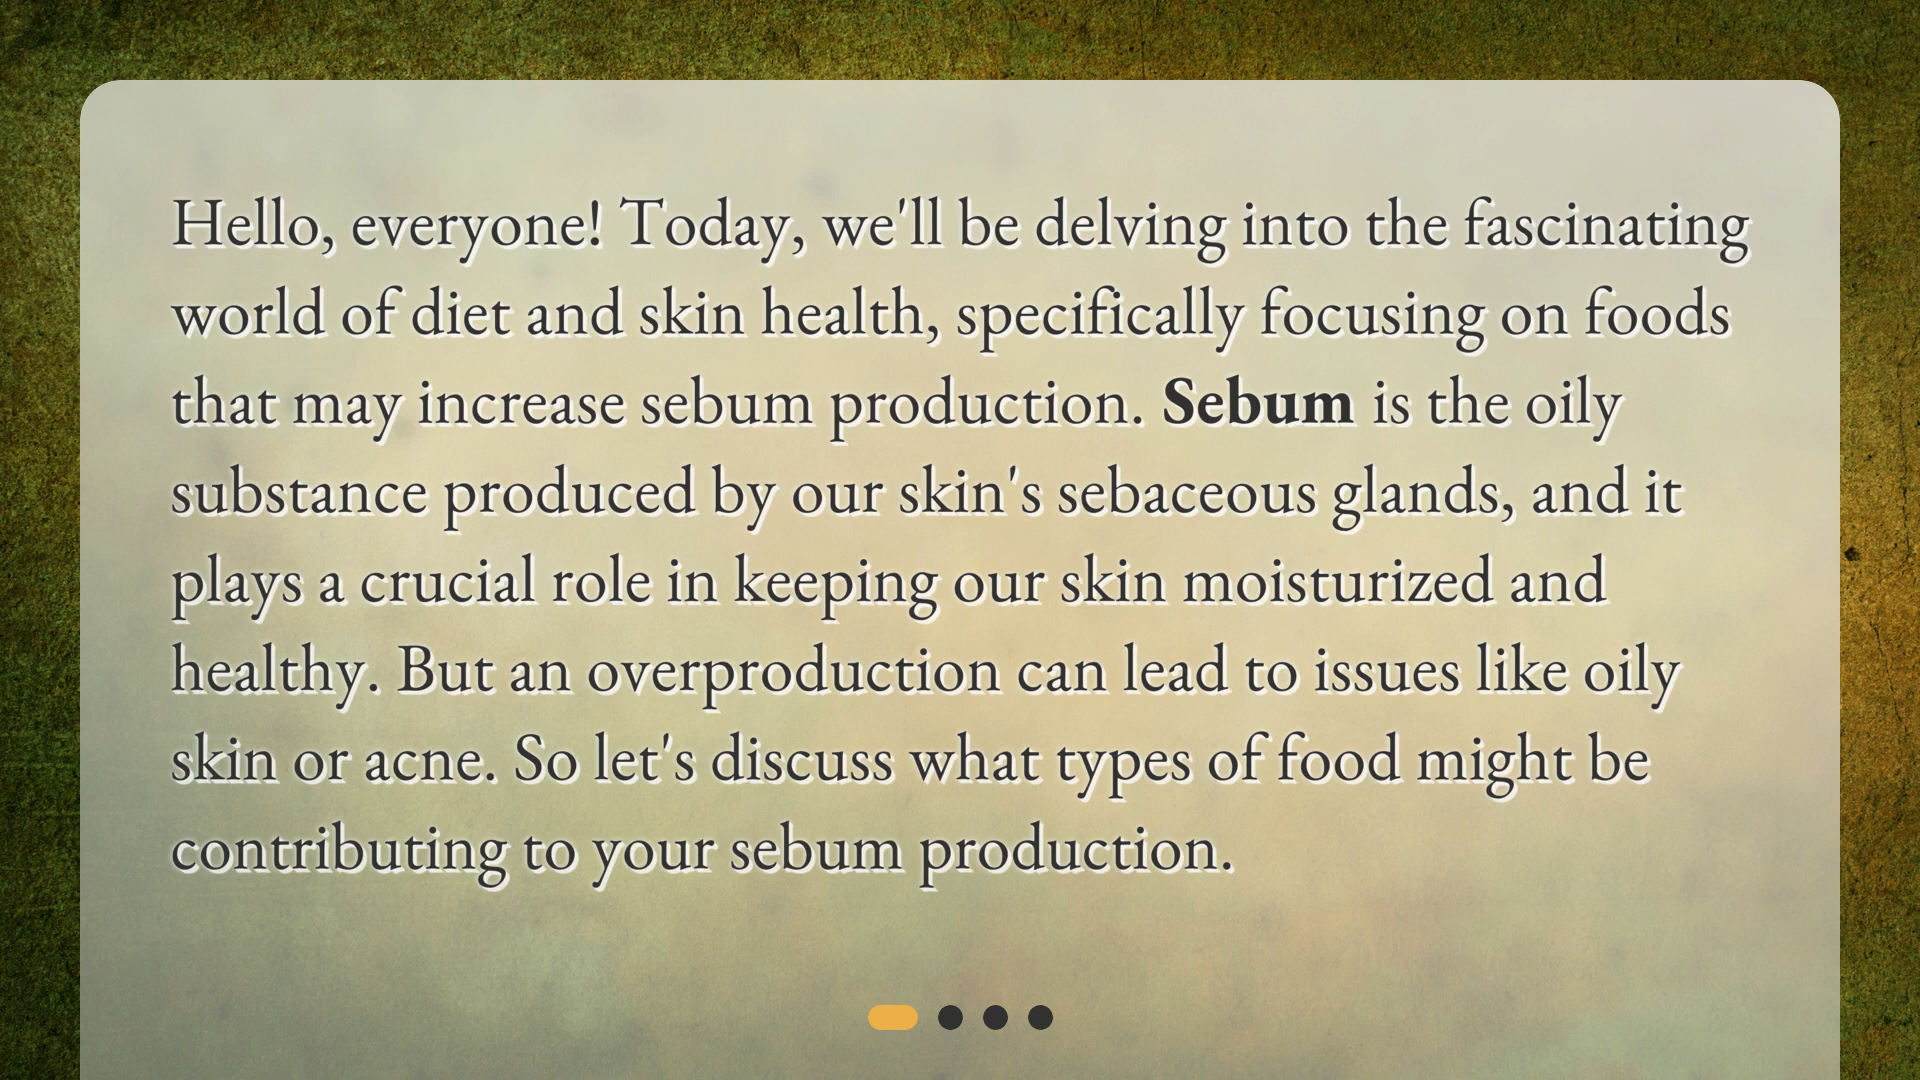 Hello, everyone! Today, we'll be delving into the fascinating
world of diet and skin health, specifically focusing on foods
that may increase sebum production. Sebum is the oily
substance produced by our skin's sebaceous glands, and it
plays a crucial role in keeping our skin moisturized and
healthy. But an overproduction can lead to issues like oily
skin or acne. So let's discuss what types of food might be
contributing to your sebum production.